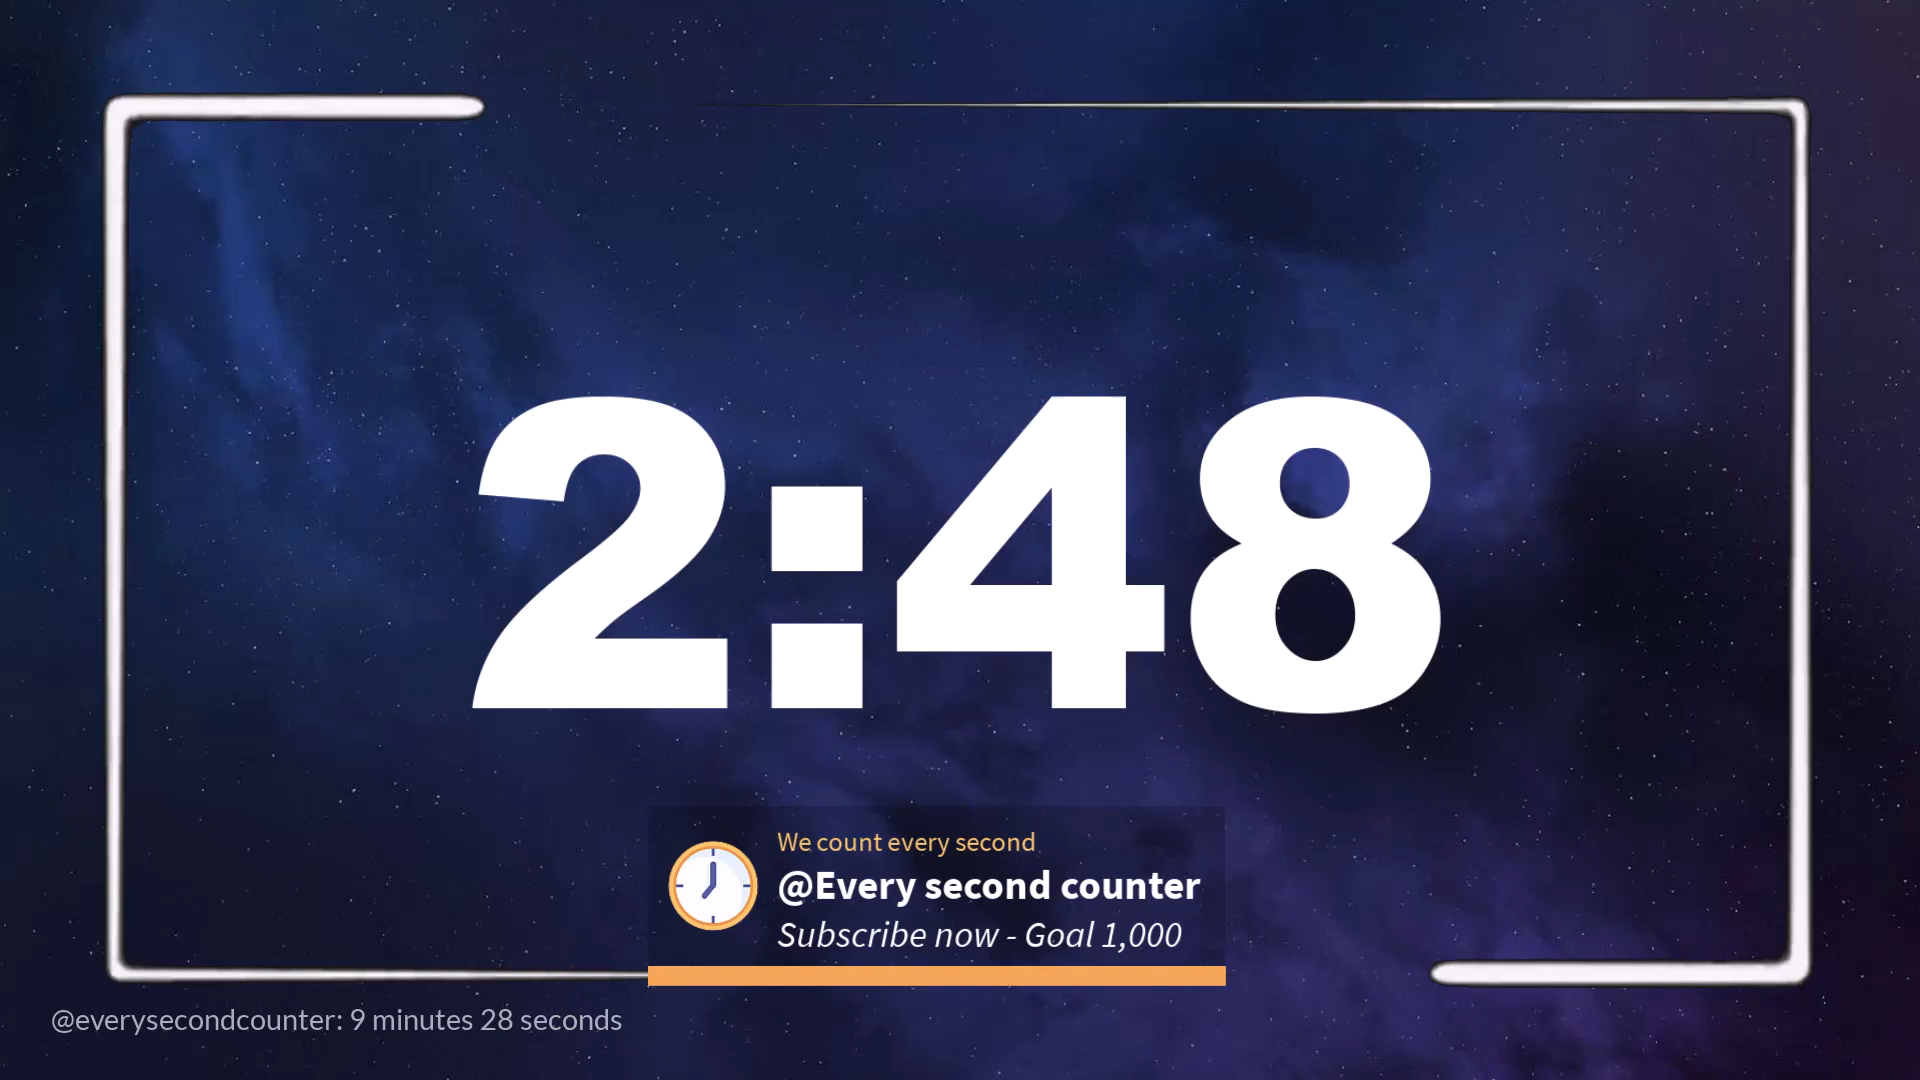 2:48
We count every second
@Every second counter
Subscribe now - Goal 1,000
@everysecondcounter: 9 minutes 28 seconds